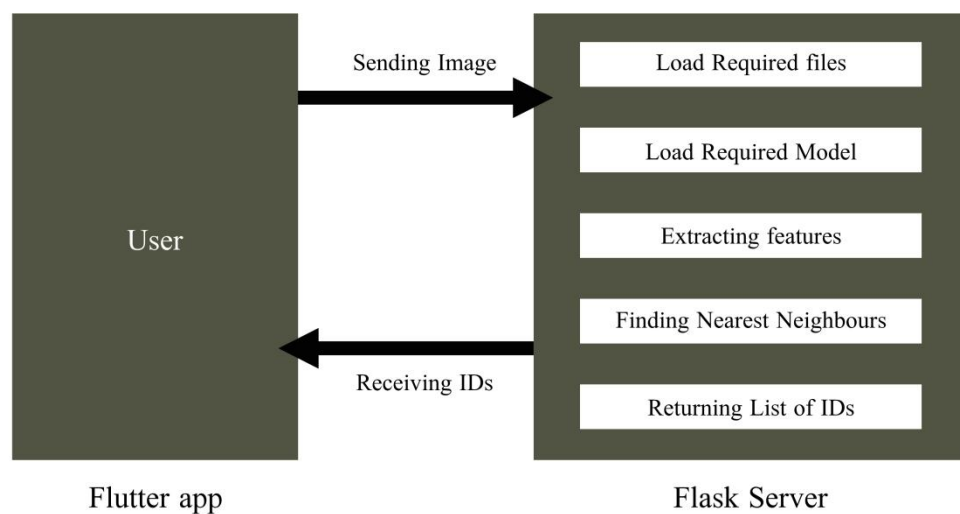 User
Flutter app
Sending Image
Receiving IDs
Load Required files
Load Required Model
Extracting features
Finding Nearest Neighbours
Returning List of IDs
Flask Server